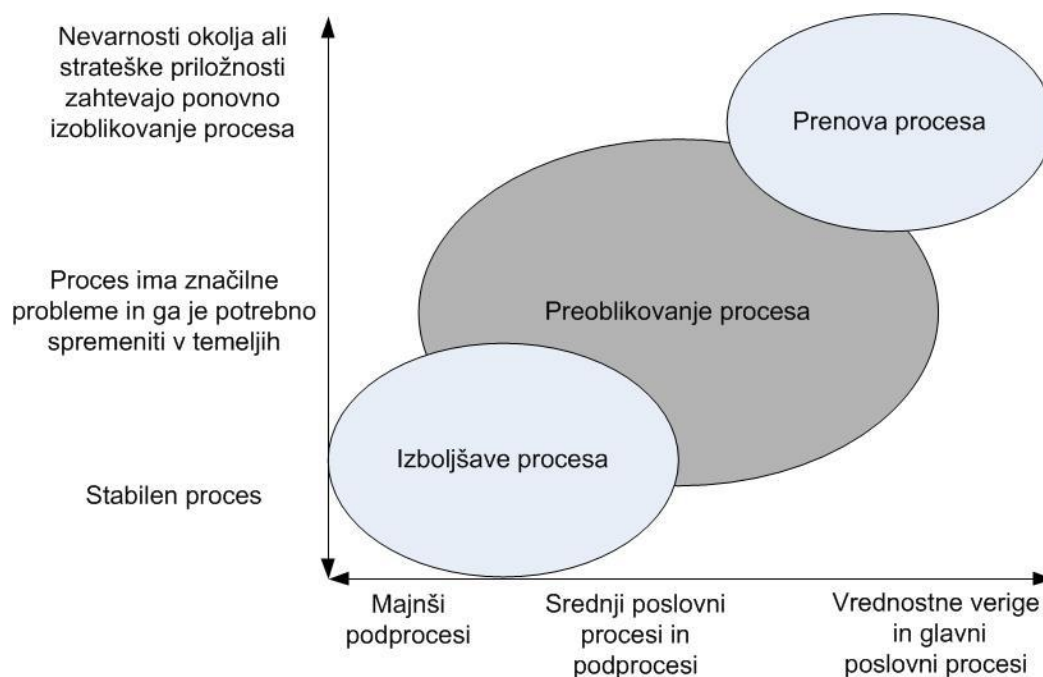 Nevarnosti okolja ali
strateške priložnosti
zahtevajo ponovno
izoblikovanje procesa
Prenova procesa
Proces ima značilne
probleme in ga je potrebno
spremeniti v temeljih
Preoblikovanje procesa
Izboljšave procesa
Stabilen proces
Majnši
podprocesi
Srednji poslovni
procesi in
podprocesi
Vrednostne verige
in glavni
poslovni procesi